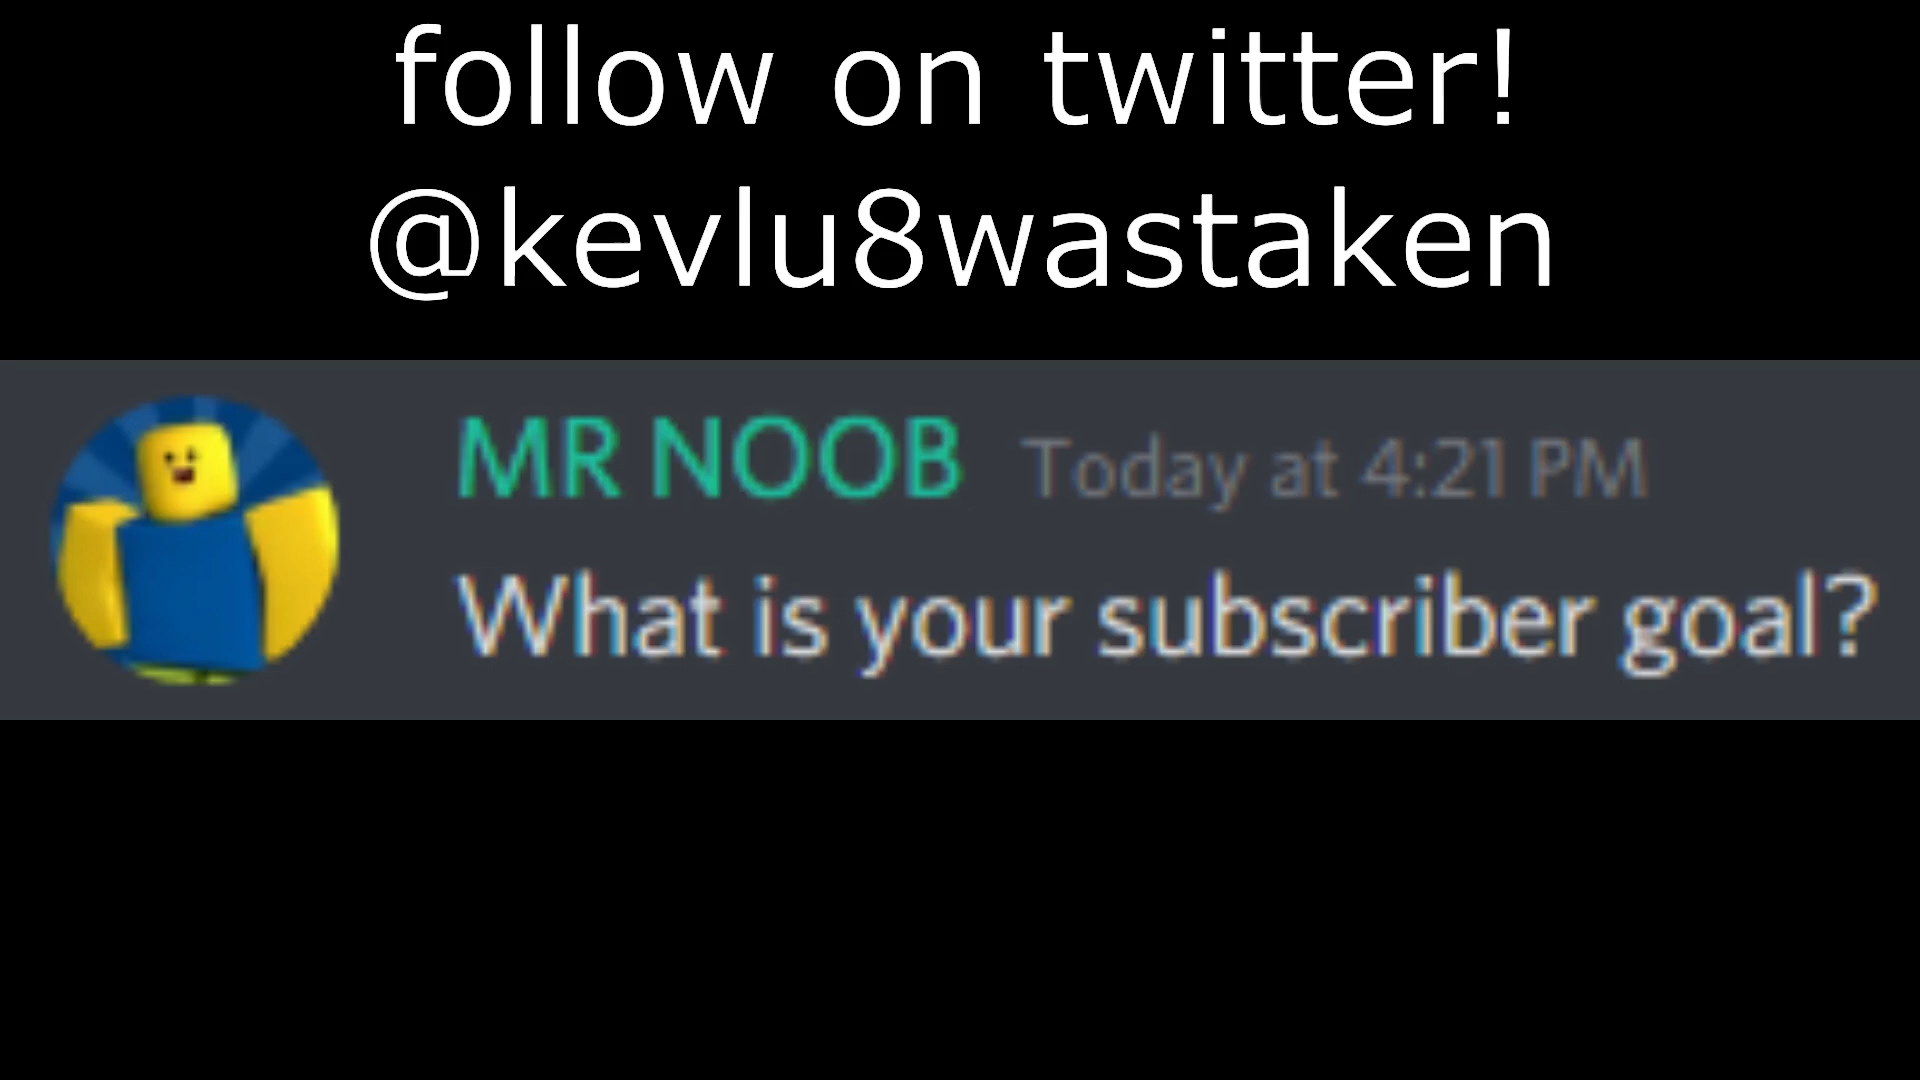 follow on twitter!
@kevlu8wastaken
MR NOOB Today at 4:21 PM
What is your subscriber goal?